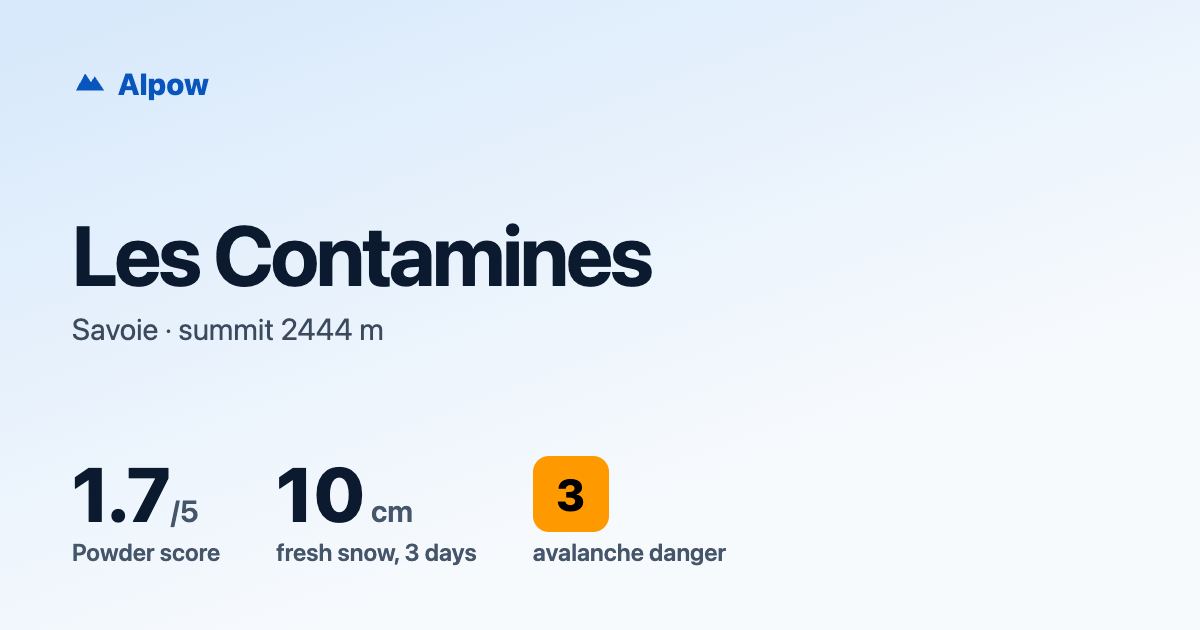 Alpow
Les Contamines
Savoie · summit 2444 m
1.7/5
Powder score
10 cm
fresh snow, 3 days
3
avalanche danger